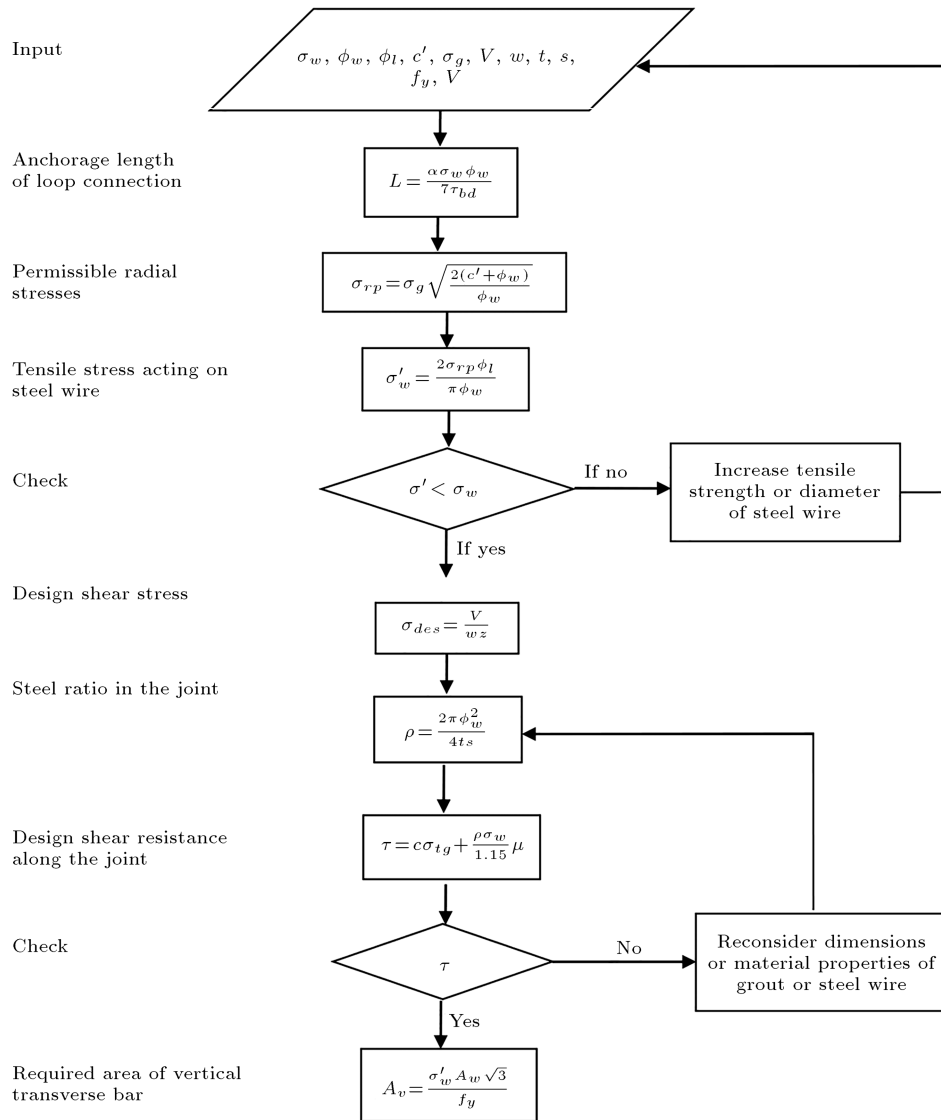 Input
σ_w, ϕ_w, ϕ_l, c′, σ_g, V, w, t, s,
f_y, V
Anchorage length
of loop connection
L = ασ_wϕ_w / 7τ_bd
Permissible radial
stresses
σ_rp = σ_g √(2(c′+ϕ_w) / ϕ_w)
Tensile stress acting on
steel wire
σ′_w = 2σ_rpϕ_l / πϕ_w
Check
σ′ < σ_w
If no
Increase tensile
strength or diameter
of steel wire
If yes
Design shear stress
σ_des = V / wz
Steel ratio in the joint
ρ = 2πϕ_w^2 / 4ts
Design shear resistance
along the joint
τ = cσ_tg + ρσ_w / 1.15 μ
Check
τ
No
Reconsider dimensions
or material properties of
grout or steel wire
Yes
Required area of vertical
transverse bar
A_v = σ′_w A_w √3 / f_y